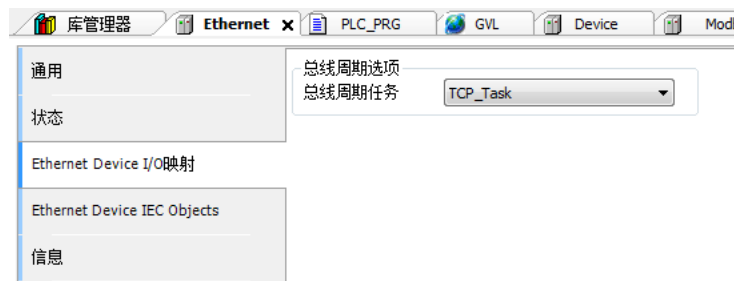 库管理器 Ethernet x PLC_PRG GVL Device Mod
通用
总线周期选项
总线周期任务 TCP_Task
状态
Ethernet Device I/O映射
Ethernet Device IEC Objects
信息